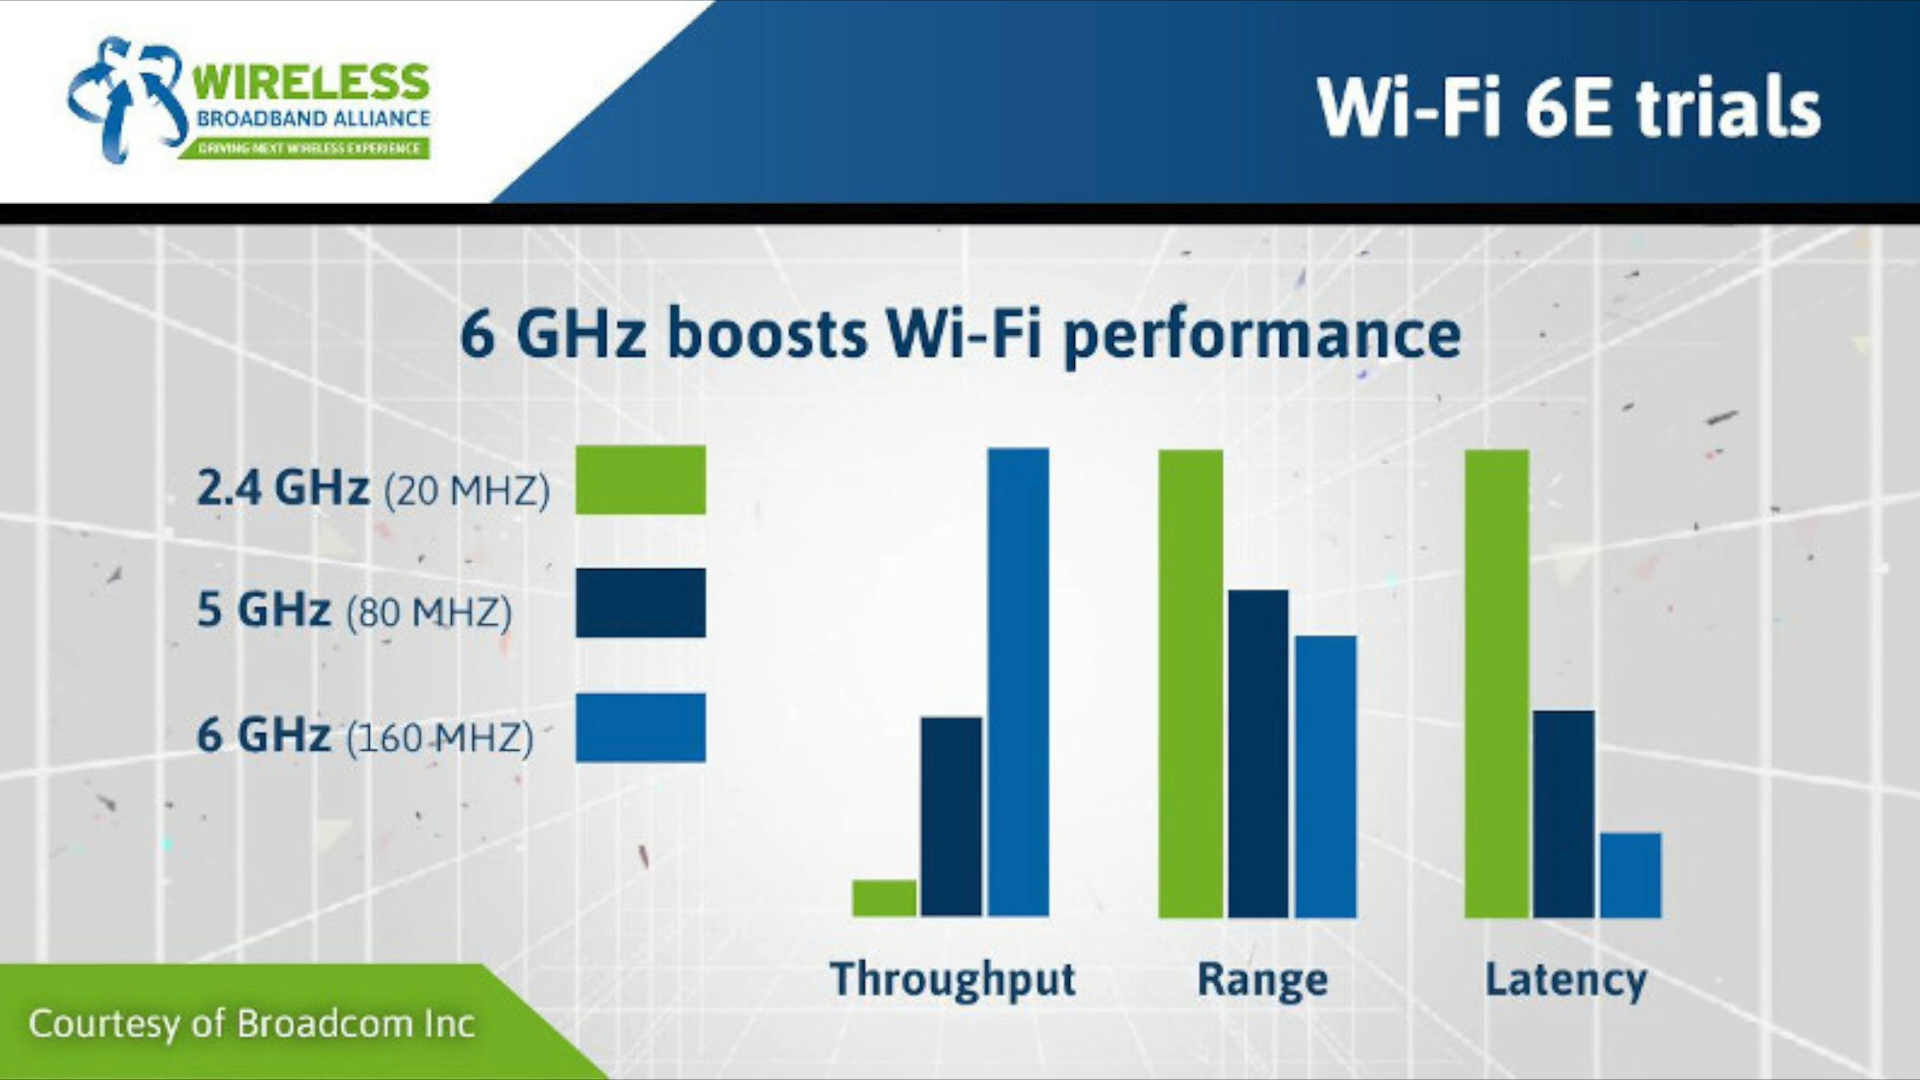 WIRELESS
BROADBAND ALLIANCE
DRIVING NEXT WIRELESS EXPERIENCE
Wi-Fi 6E trials
6 GHz boosts Wi-Fi performance
2.4 GHz (20 MHZ)
5 GHz (80 MHZ)
6 GHz (160 MHZ)
Throughput
Range
Latency
Courtesy of Broadcom Inc